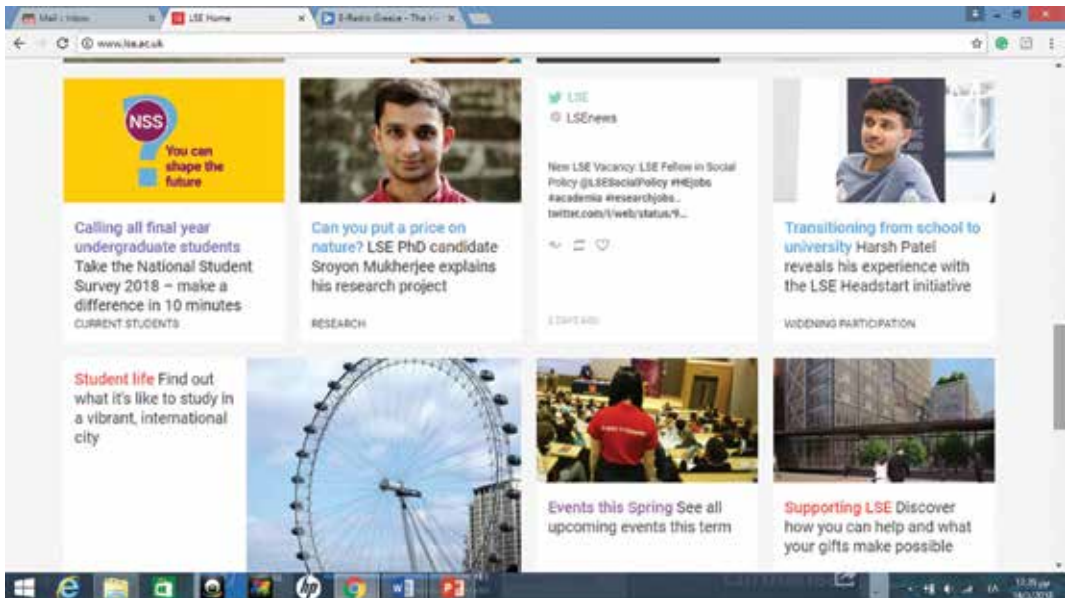 LSE Home
www.lse.ac.uk
NSS
You can
shape the
future
Calling all final year
undergraduate students
Take the National Student
Survey 2018 – make a
difference in 10 minutes
CURRENT STUDENTS
Can you put a price on
nature? LSE PhD candidate
Sroyon Mukherjee explains
his research project
RESEARCH
LSE
LSEnews
New LSE Vacancy: LSE Fellow in Social
Policy @LSESocialPolicy #HEjobs
#academia #researchjobs…
twitter.com/i/web/status/9…
Transitioning from school to
university Harsh Patel
reveals his experience with
the LSE Headstart initiative
WIDENING PARTICIPATION
Student life Find out
what it's like to study in
a vibrant, international
city
Events this Spring See all
upcoming events this term
Supporting LSE Discover
how you can help and what
your gifts make possible
hp